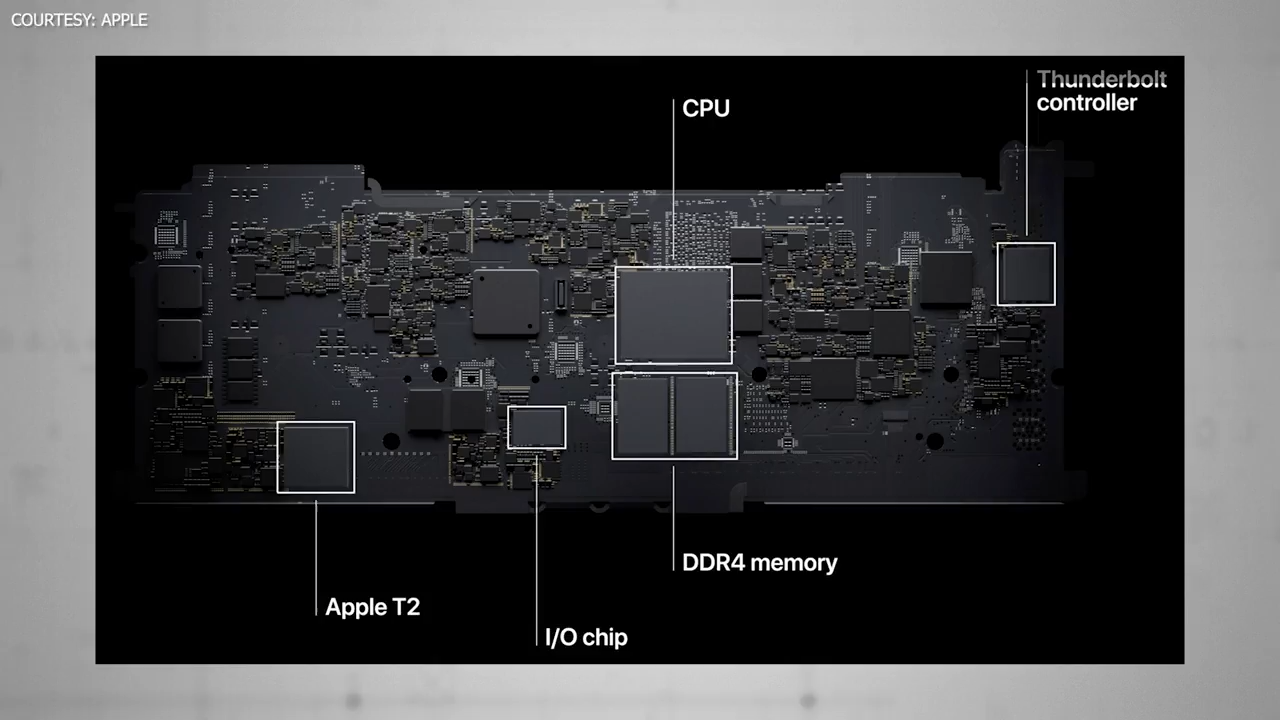 COURTESY: APPLE
Thunderbolt
controller
CPU
DDR4 memory
Apple T2
I/O chip